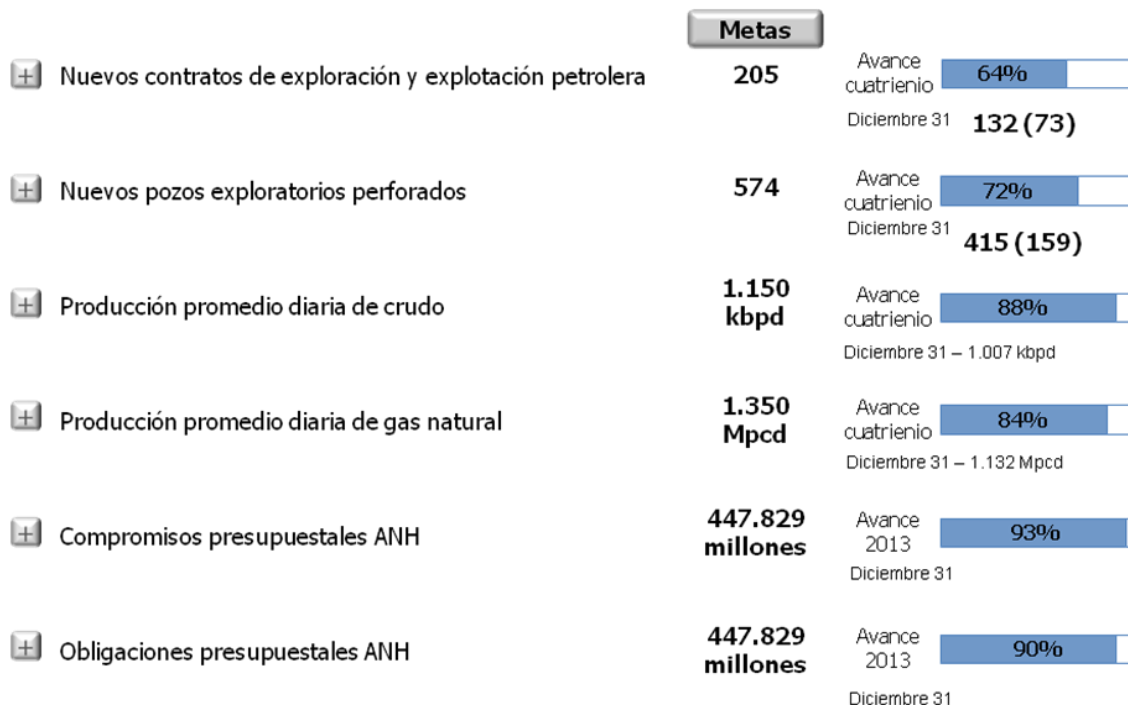 Metas
Nuevos contratos de exploración y explotación petrolera
205
Avance
cuatrienio
64%
Diciembre 31
132 (73)
Nuevos pozos exploratorios perforados
574
Avance
cuatrienio
72%
Diciembre 31
415 (159)
Producción promedio diaria de crudo
1.150
kbpd
Avance
cuatrienio
88%
Diciembre 31 – 1.007 kbpd
Producción promedio diaria de gas natural
1.350
Mpcd
Avance
cuatrienio
84%
Diciembre 31 – 1.132 Mpcd
Compromisos presupuestales ANH
447.829
millones
Avance
2013
93%
Diciembre 31
Obligaciones presupuestales ANH
447.829
millones
Avance
2013
90%
Diciembre 31